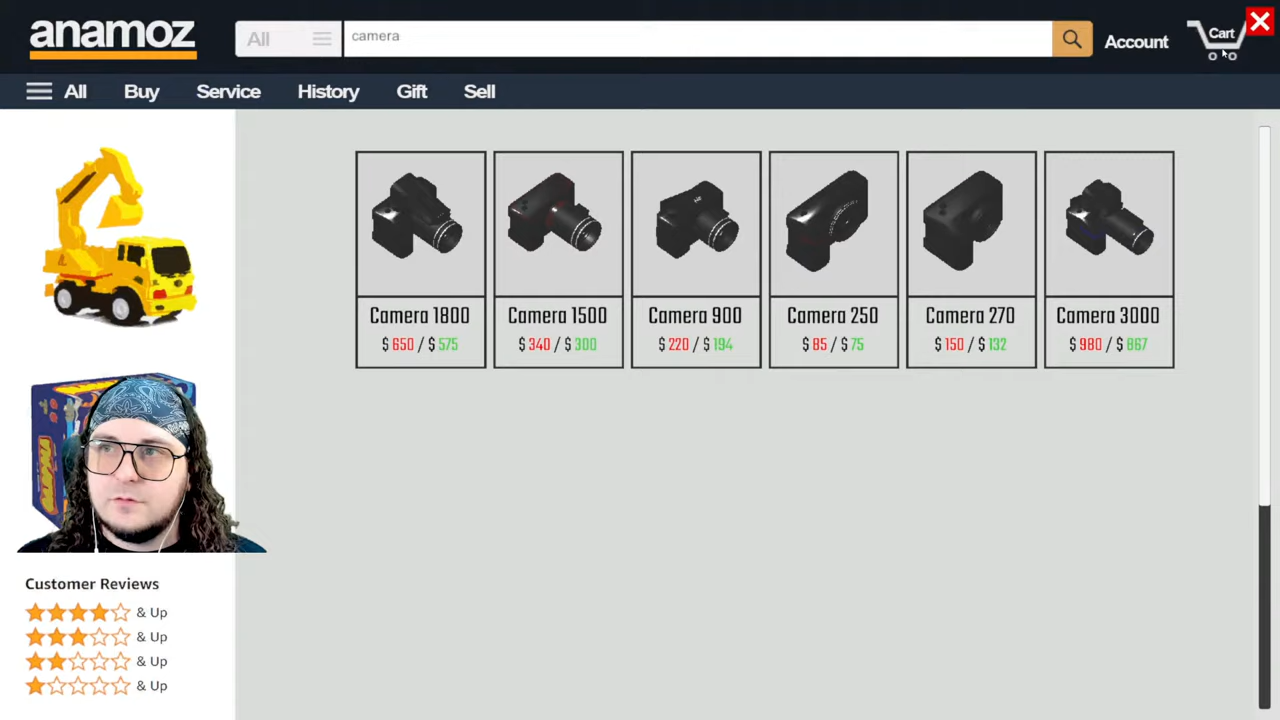 anamoz
All
camera
Account
Cart
All
Buy
Service
History
Gift
Sell
Camera 1800
$ 650 / $ 575
Camera 1500
$ 340 / $ 300
Camera 900
$ 220 / $ 194
Camera 250
$ 85 / $ 75
Camera 270
$ 150 / $ 132
Camera 3000
$ 980 / $ 867
Customer Reviews
& Up
& Up
& Up
& Up